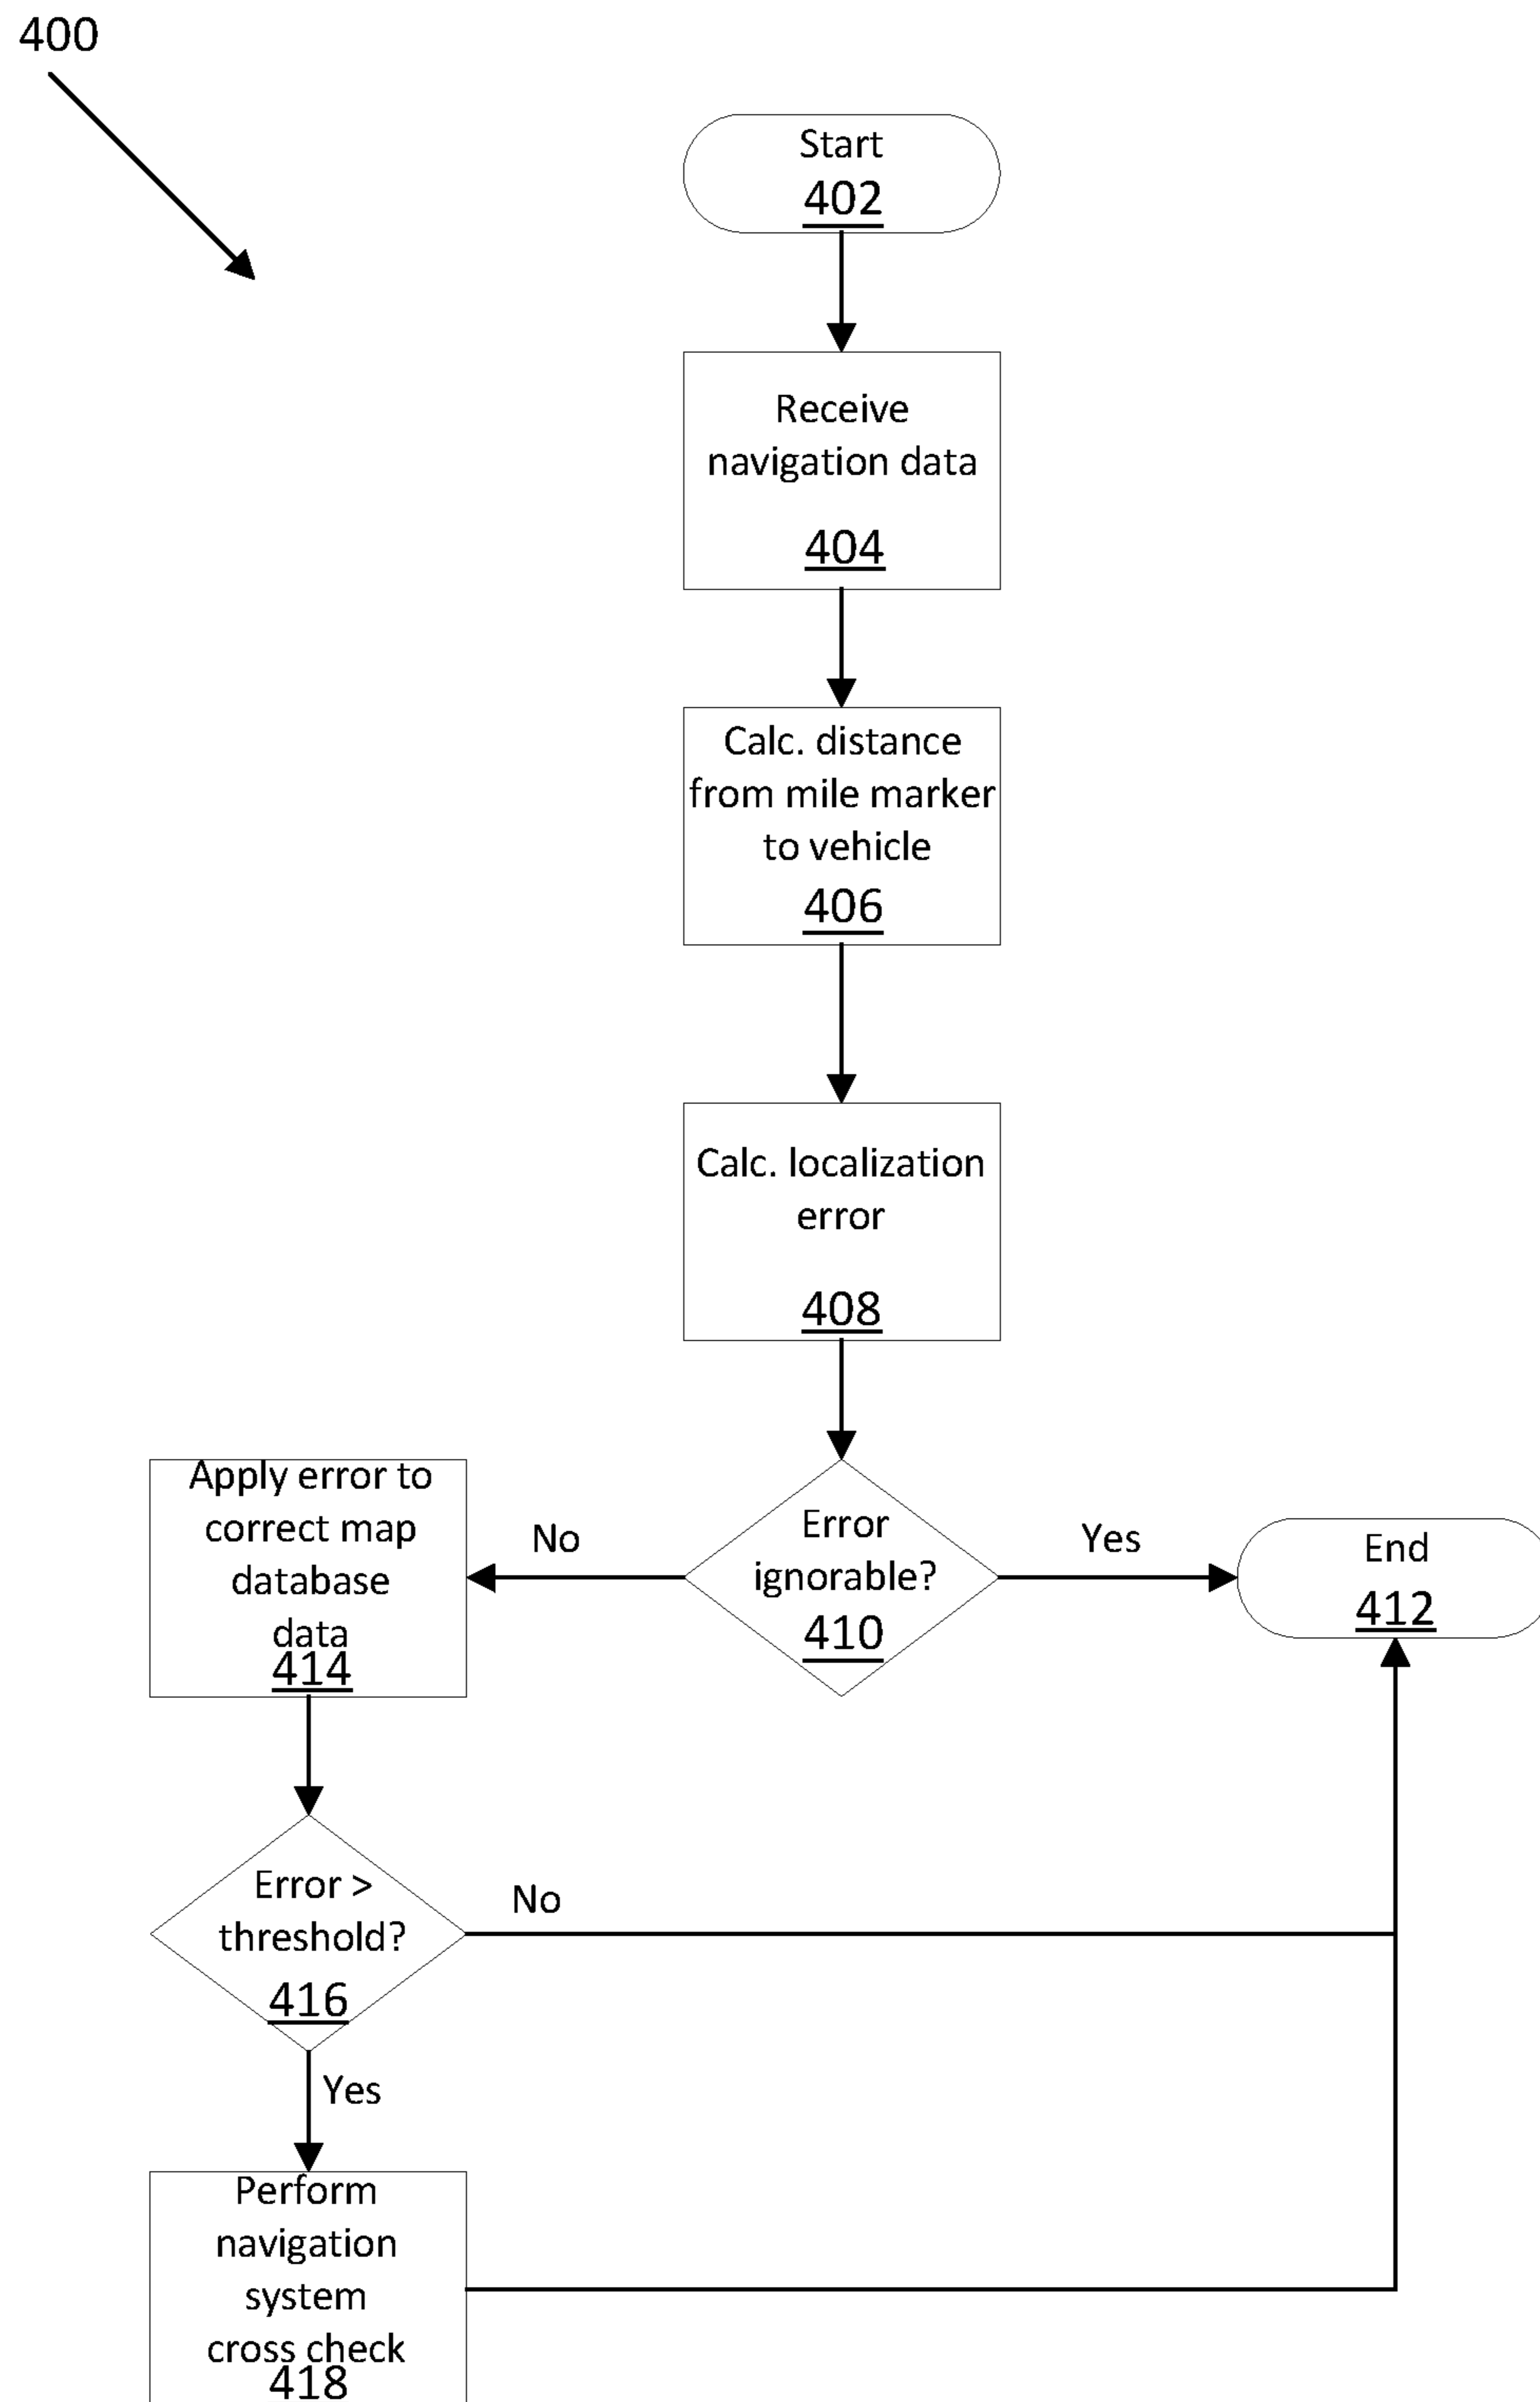 400
Start
402
Receive
navigation data
404
Calc. distance
from mile marker
to vehicle
406
Calc. localization
error
408
Error
ignorable?
410
Yes
End
412
No
Apply error to
correct map
database
data
414
Error >
threshold?
416
No
Yes
Perform
navigation
system
cross check
418